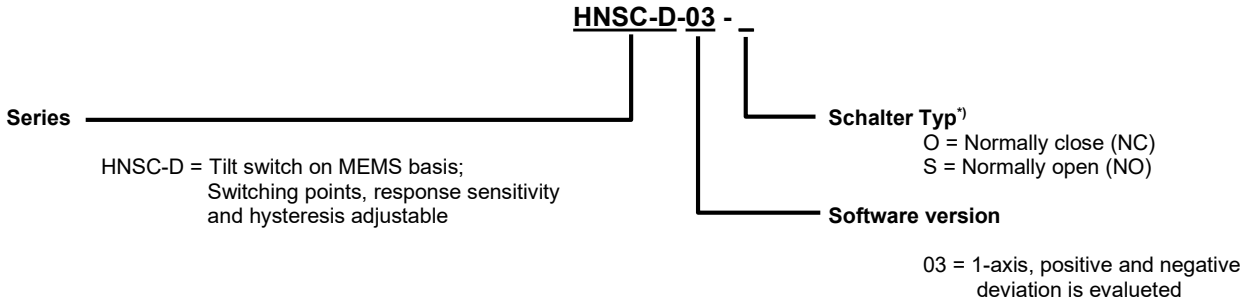 HNSC-D-03 - _
Series
HNSC-D = Tilt switch on MEMS basis;
Switching points, response sensitivity
and hysteresis adjustable
Schalter Typ*)
O = Normally close (NC)
S = Normally open (NO)
Software version
03 = 1-axis, positive and negative
deviation is evalueted